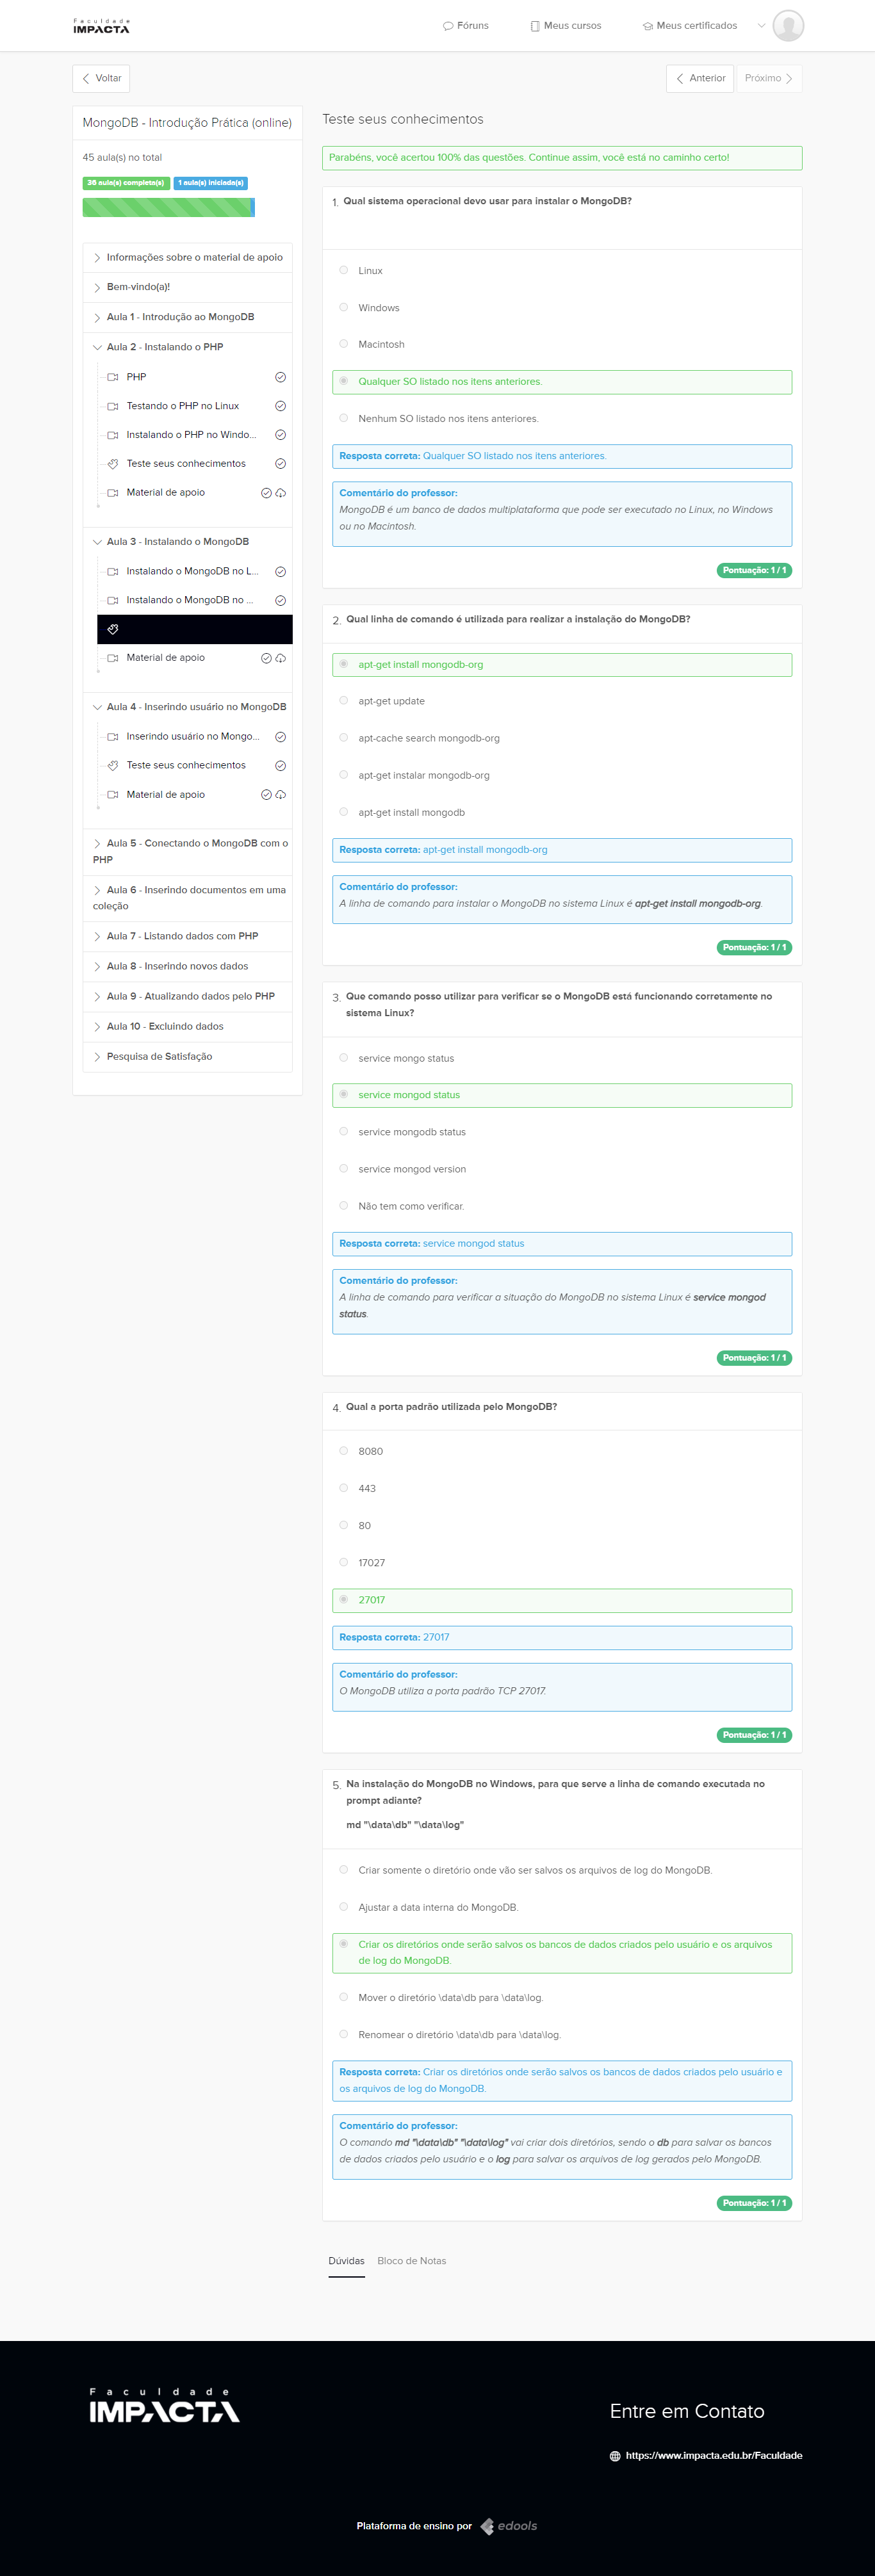 Faculdade
IMPACTA
Fóruns
Meus cursos
Meus certificados
Voltar
Anterior
Próximo
MongoDB - Introdução Prática (online)
45 aula(s) no total
36 aula(s) completa(s)
1 aula(s) iniciada(s)
Informações sobre o material de apoio
Bem-vindo(a)!
Aula 1 - Introdução ao MongoDB
Aula 2 - Instalando o PHP
PHP
Testando o PHP no Linux
Instalando o PHP no Windo...
Teste seus conhecimentos
Material de apoio
Aula 3 - Instalando o MongoDB
Instalando o MongoDB no L...
Instalando o MongoDB no ...
Material de apoio
Aula 4 - Inserindo usuário no MongoDB
Inserindo usuário no Mongo...
Teste seus conhecimentos
Material de apoio
Aula 5 - Conectando o MongoDB com o
PHP
Aula 6 - Inserindo documentos em uma
coleção
Aula 7 - Listando dados com PHP
Aula 8 - Inserindo novos dados
Aula 9 - Atualizando dados pelo PHP
Aula 10 - Excluindo dados
Pesquisa de Satisfação
Teste seus conhecimentos
Parabéns, você acertou 100% das questões. Continue assim, você está no caminho certo!
1. Qual sistema operacional devo usar para instalar o MongoDB?
Linux
Windows
Macintosh
Qualquer SO listado nos itens anteriores.
Nenhum SO listado nos itens anteriores.
Resposta correta: Qualquer SO listado nos itens anteriores.
Comentário do professor:
MongoDB é um banco de dados multiplataforma que pode ser executado no Linux, no Windows
ou no Macintosh.
Pontuação: 1 / 1
2. Qual linha de comando é utilizada para realizar a instalação do MongoDB?
apt-get install mongodb-org
apt-get update
apt-cache search mongodb-org
apt-get instalar mongodb-org
apt-get install mongodb
Resposta correta: apt-get install mongodb-org
Comentário do professor:
A linha de comando para instalar o MongoDB no sistema Linux é apt-get install mongodb-org.
Pontuação: 1 / 1
3. Que comando posso utilizar para verificar se o MongoDB está funcionando corretamente no
sistema Linux?
service mongo status
service mongod status
service mongodb status
service mongod version
Não tem como verificar.
Resposta correta: service mongod status
Comentário do professor:
A linha de comando para verificar a situação do MongoDB no sistema Linux é service mongod
status.
Pontuação: 1 / 1
4. Qual a porta padrão utilizada pelo MongoDB?
8080
443
80
17027
27017
Resposta correta: 27017
Comentário do professor:
O MongoDB utiliza a porta padrão TCP 27017.
Pontuação: 1 / 1
5. Na instalação do MongoDB no Windows, para que serve a linha de comando executada no
prompt adiante?
md "\data\db" "\data\log"
Criar somente o diretório onde vão ser salvos os arquivos de log do MongoDB.
Ajustar a data interna do MongoDB.
Criar os diretórios onde serão salvos os bancos de dados criados pelo usuário e os arquivos
de log do MongoDB.
Mover o diretório \data\db para \data\log.
Renomear o diretório \data\db para \data\log.
Resposta correta: Criar os diretórios onde serão salvos os bancos de dados criados pelo usuário e
os arquivos de log do MongoDB.
Comentário do professor:
O comando md "\data\db" "\data\log" vai criar dois diretórios, sendo o db para salvar os bancos
de dados criados pelo usuário e o log para salvar os arquivos de log gerados pelo MongoDB.
Pontuação: 1 / 1
Dúvidas
Bloco de Notas
Faculdade
IMPACTA
Entre em Contato
https://www.impacta.edu.br/Faculdade
Plataforma de ensino por
edools